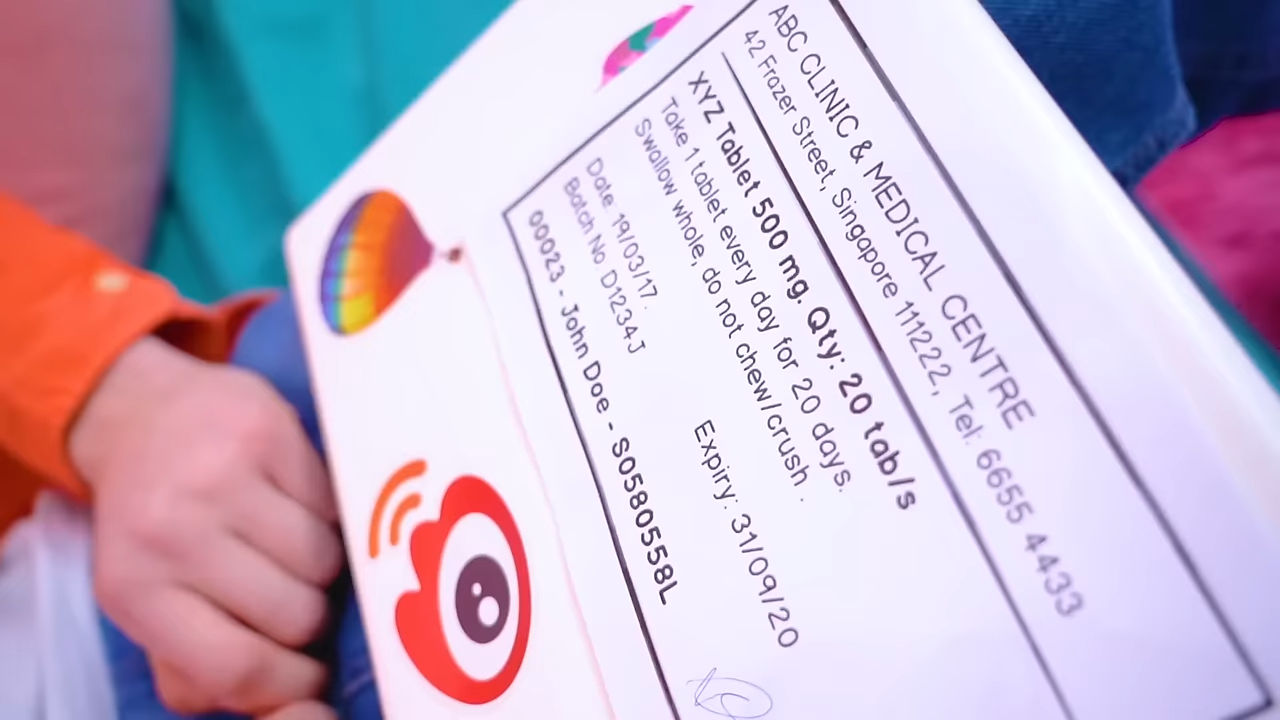 ABC CLINIC & MEDICAL CENTRE
42 Frazer Street, Singapore 111222, Tel: 6655 4433
XYZ Tablet 500 mg. Qty: 20 tab/s
Take 1 tablet every day for 20 days.
Swallow whole, do not chew/crush.
Expiry: 31/09/20
Date: 19/03/17.
Batch No. D1234J
00023 - John Doe - S0580558L